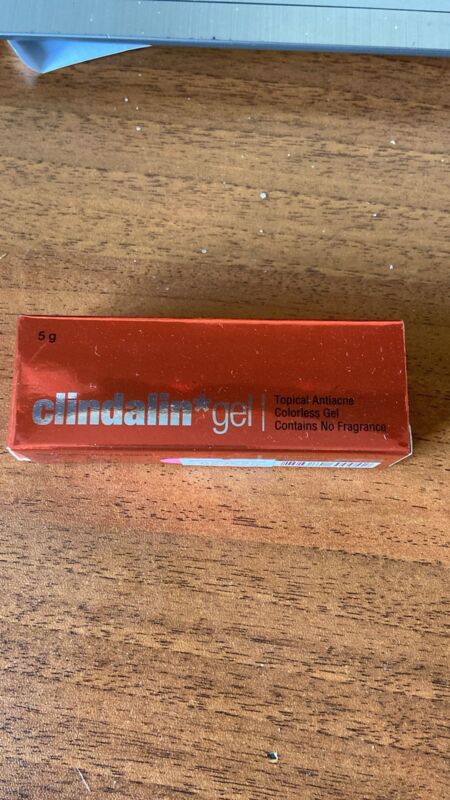 5 g
clindalin* gel
Topical Antiacne
Colorless Gel
Contains No Fragrance